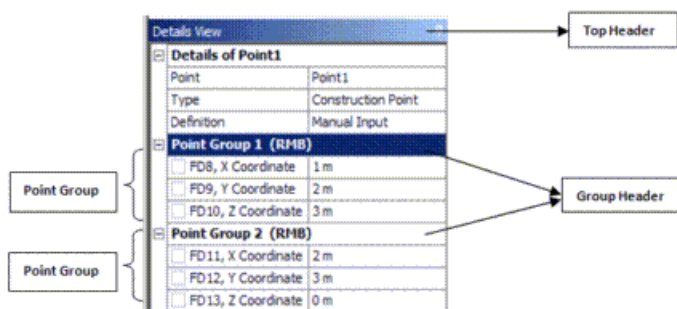 Details View
Top Header
Details of Point1
Point Point1
Type Construction Point
Definition Manual Input
Point Group 1 (RMB)
FD8, X Coordinate 1 m
Point Group
FD9, Y Coordinate 2 m
Group Header
FD10, Z Coordinate 3 m
Point Group 2 (RMB)
FD11, X Coordinate 2 m
Point Group
FD12, Y Coordinate 3 m
FD13, Z Coordinate 0 m